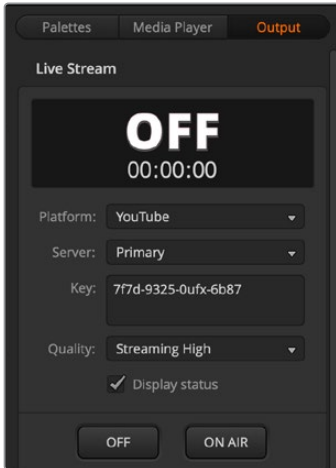 Palettes Media Player Output
Live Stream
OFF
00:00:00
Platform: YouTube
Server: Primary
Key: 7f7d-9325-0ufx-6b87
Quality: Streaming High
Display status
OFF ON AIR